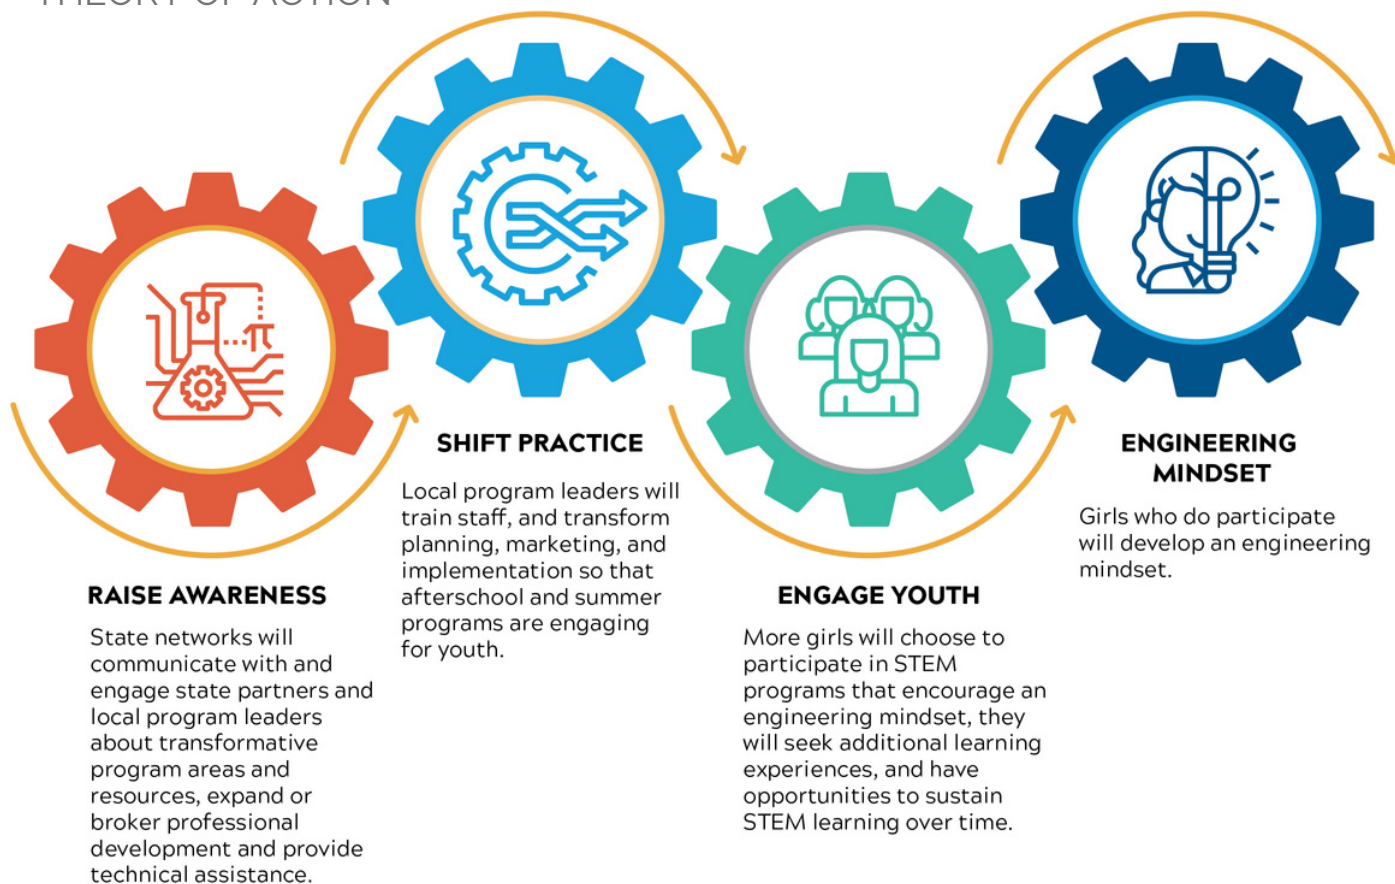 THEORY OF ACTION
π
RAISE AWARENESS
State networks will
communicate with and
engage state partners and
local program leaders
about transformative
program areas and
resources, expand or
broker professional
development and provide
technical assistance.
SHIFT PRACTICE
Local program leaders will
train staff, and transform
planning, marketing, and
implementation so that
afterschool and summer
programs are engaging
for youth.
ENGAGE YOUTH
More girls will choose to
participate in STEM
programs that encourage an
engineering mindset, they
will seek additional learning
experiences, and have
opportunities to sustain
STEM learning over time.
ENGINEERING
MINDSET
Girls who do participate
will develop an engineering
mindset.